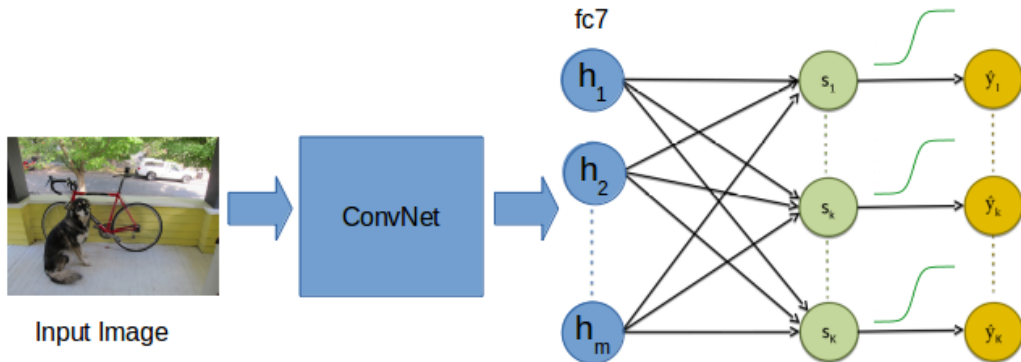 fc7
h1
h2
hm
s1
sk
sK
ŷ1
ŷk
ŷK
ConvNet
Input Image